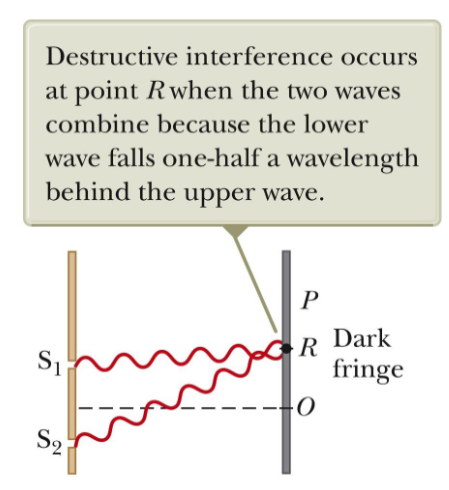 Destructive interference occurs
at point R when the two waves
combine because the lower
wave falls one-half a wavelength
behind the upper wave.
P
S1
R Dark
fringe
O
S2